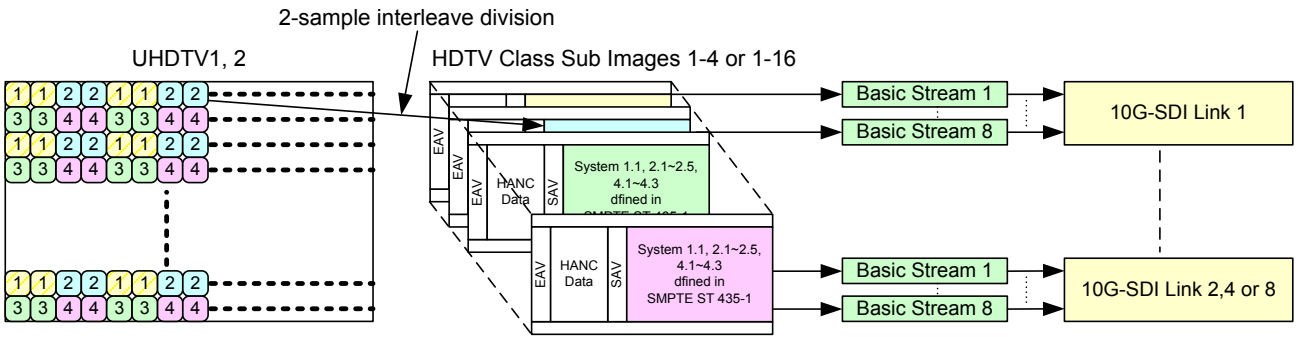 2-sample interleave division
UHDTV1, 2
HDTV Class Sub Images 1-4 or 1-16
1 1 2 2 1 1 2 2
3 3 4 4 3 3 4 4
1 1 2 2 1 1 2 2
3 3 4 4 3 3 4 4
1 1 2 2 1 1 2 2
3 3 4 4 3 3 4 4
EAV
EAV
EAV
HANC
Data
SAV
System 1.1, 2.1~2.5,
4.1~4.3
dfined in
SMPTE ST 435-1
EAV
HANC
Data
SAV
System 1.1, 2.1~2.5,
4.1~4.3
dfined in
SMPTE ST 435-1
Basic Stream 1
Basic Stream 8
10G-SDI Link 1
Basic Stream 1
Basic Stream 8
10G-SDI Link 2,4 or 8